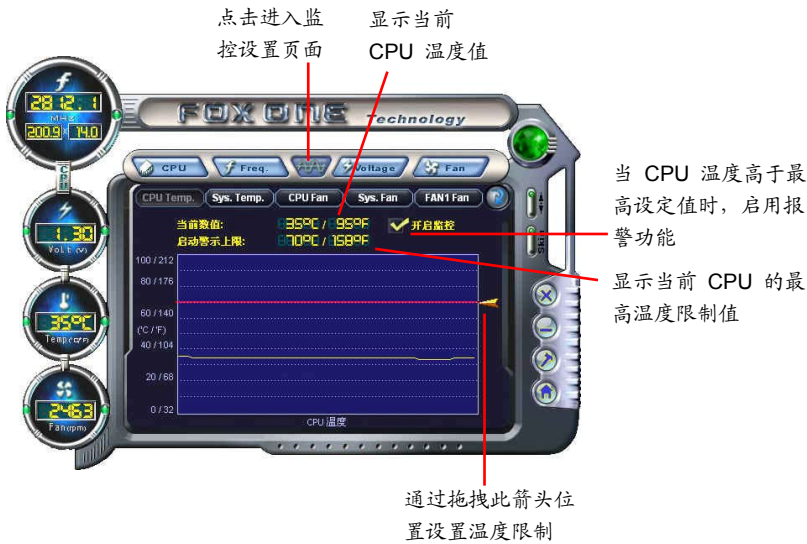 点击进入监
控设置页面
显示当前
CPU 温度值
2812.1
MHz
200.9 × 14.0
CPU
FOX ONE Technology
CPU
Freq.
Voltage
Fan
CPU Temp.
Sys. Temp.
CPU Fan
Sys. Fan
FAN1 Fan
当前数值: 35℃ / 95℉ 开启监控
启动警示上限: 70℃ / 158℉
100 / 212
80 / 176
60 / 140
(℃ / ℉)
40 / 104
20 / 68
0 / 32
CPU 温度
1.30
Volt (v)
35℃
Temp(c/F)
2463
Fan(rpm)
Skin
当 CPU 温度高于最
高设定值时，启用报
警功能
显示当前 CPU 的最
高温度限制值
通过拖拽此箭头位
置设置温度限制